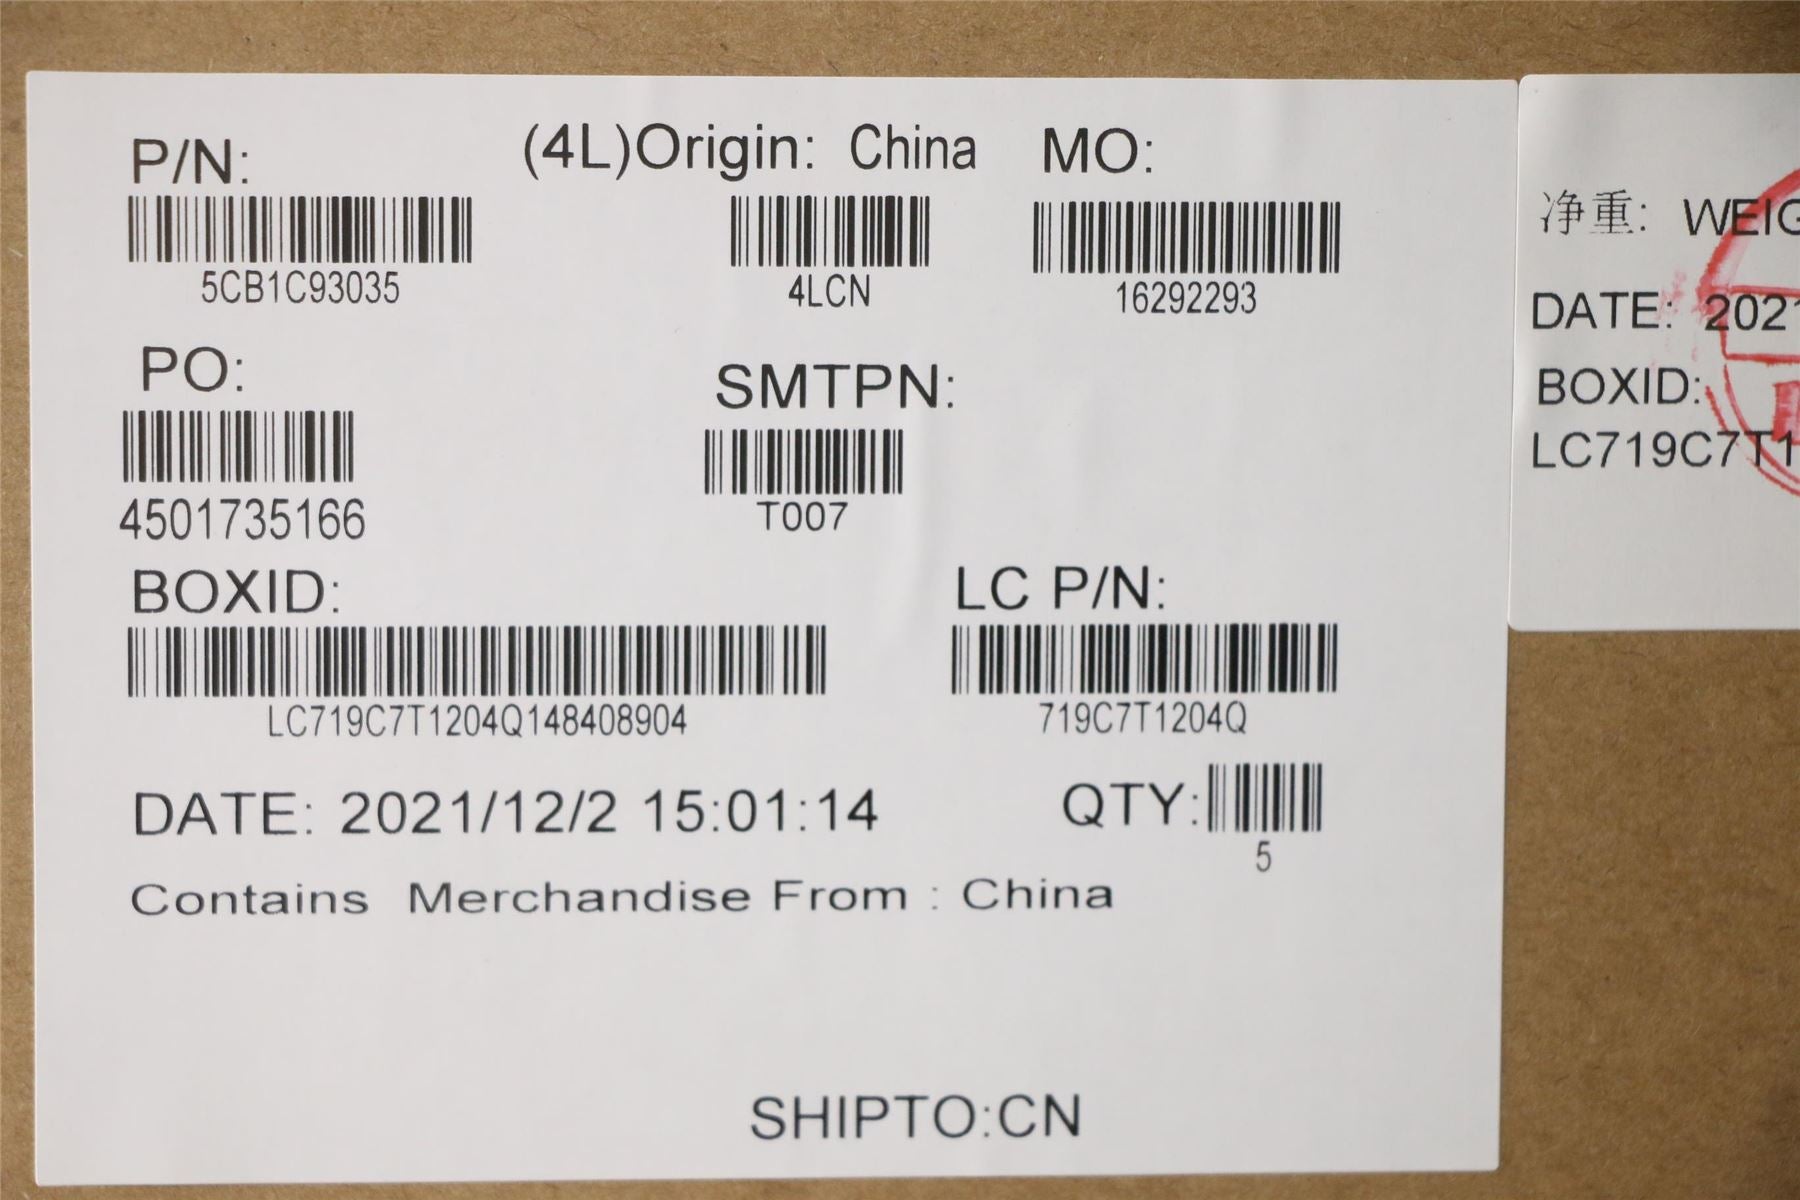 P/N:
(4L)Origin: China
MO:
5CB1C93035
4LCN
16292293
PO:
SMTPN:
4501735166
T007
BOXID:
LC P/N:
LC719C7T1204Q148408904
719C7T1204Q
DATE: 2021/12/2 15:01:14
QTY:
5
Contains Merchandise From : China
SHIPTO:CN
净重:
DATE: 2021
BOXID:
LC719C7T1